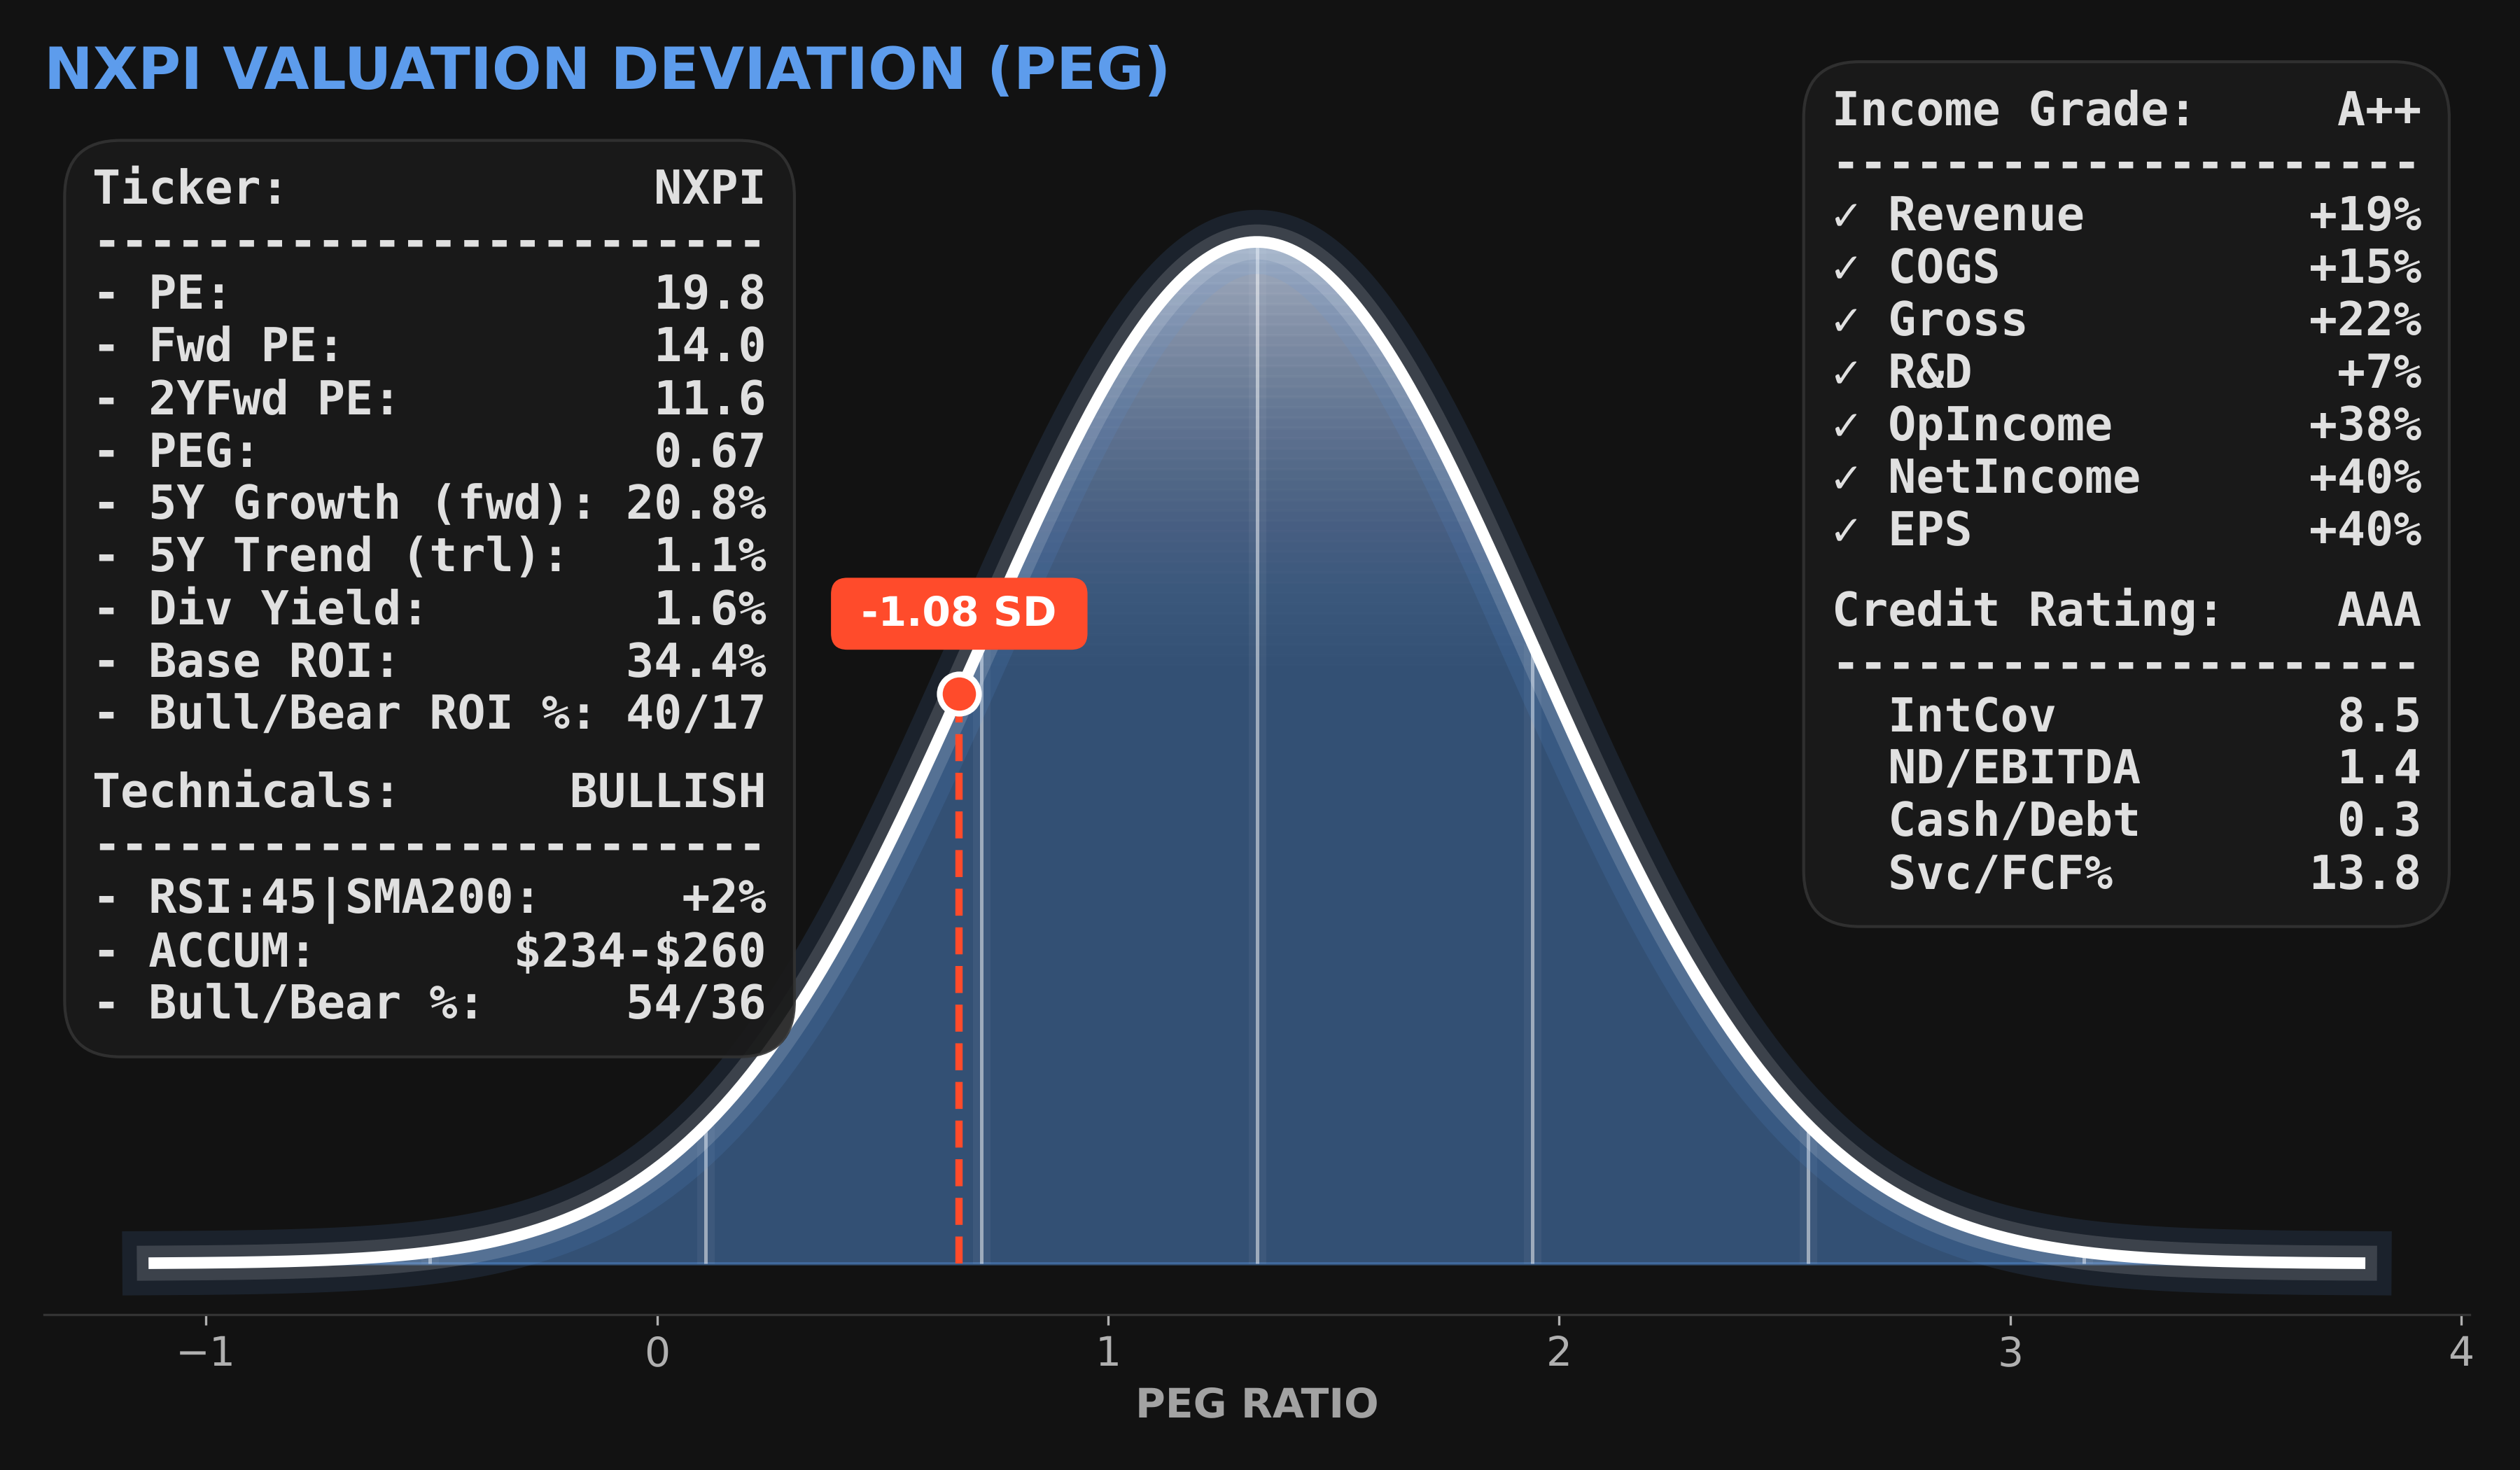 NXPI VALUATION DEVIATION (PEG)
Ticker: NXPI
--------------------------
- PE: 19.8
- Fwd PE: 14.0
- 2YFwd PE: 11.6
- PEG: 0.67
- 5Y Growth (fwd): 20.8%
- 5Y Trend (trl): 1.1%
- Div Yield: 1.6%
- Base ROI: 34.4%
- Bull/Bear ROI %: 40/17
Technicals: BULLISH
------------------------
- RSI:45|SMA200: +2%
- ACCUM: $234-$260
- Bull/Bear %: 54/36
-1.08 SD
Income Grade: A++
---------------------
✓ Revenue +19%
✓ COGS +15%
✓ Gross +22%
✓ R&D +7%
✓ OpIncome +38%
✓ NetIncome +40%
✓ EPS +40%
Credit Rating: AAA
---------------------
IntCov 8.5
ND/EBITDA 1.4
Cash/Debt 0.3
Svc/FCF% 13.8
−1 0 1 2 3 4
PEG RATIO